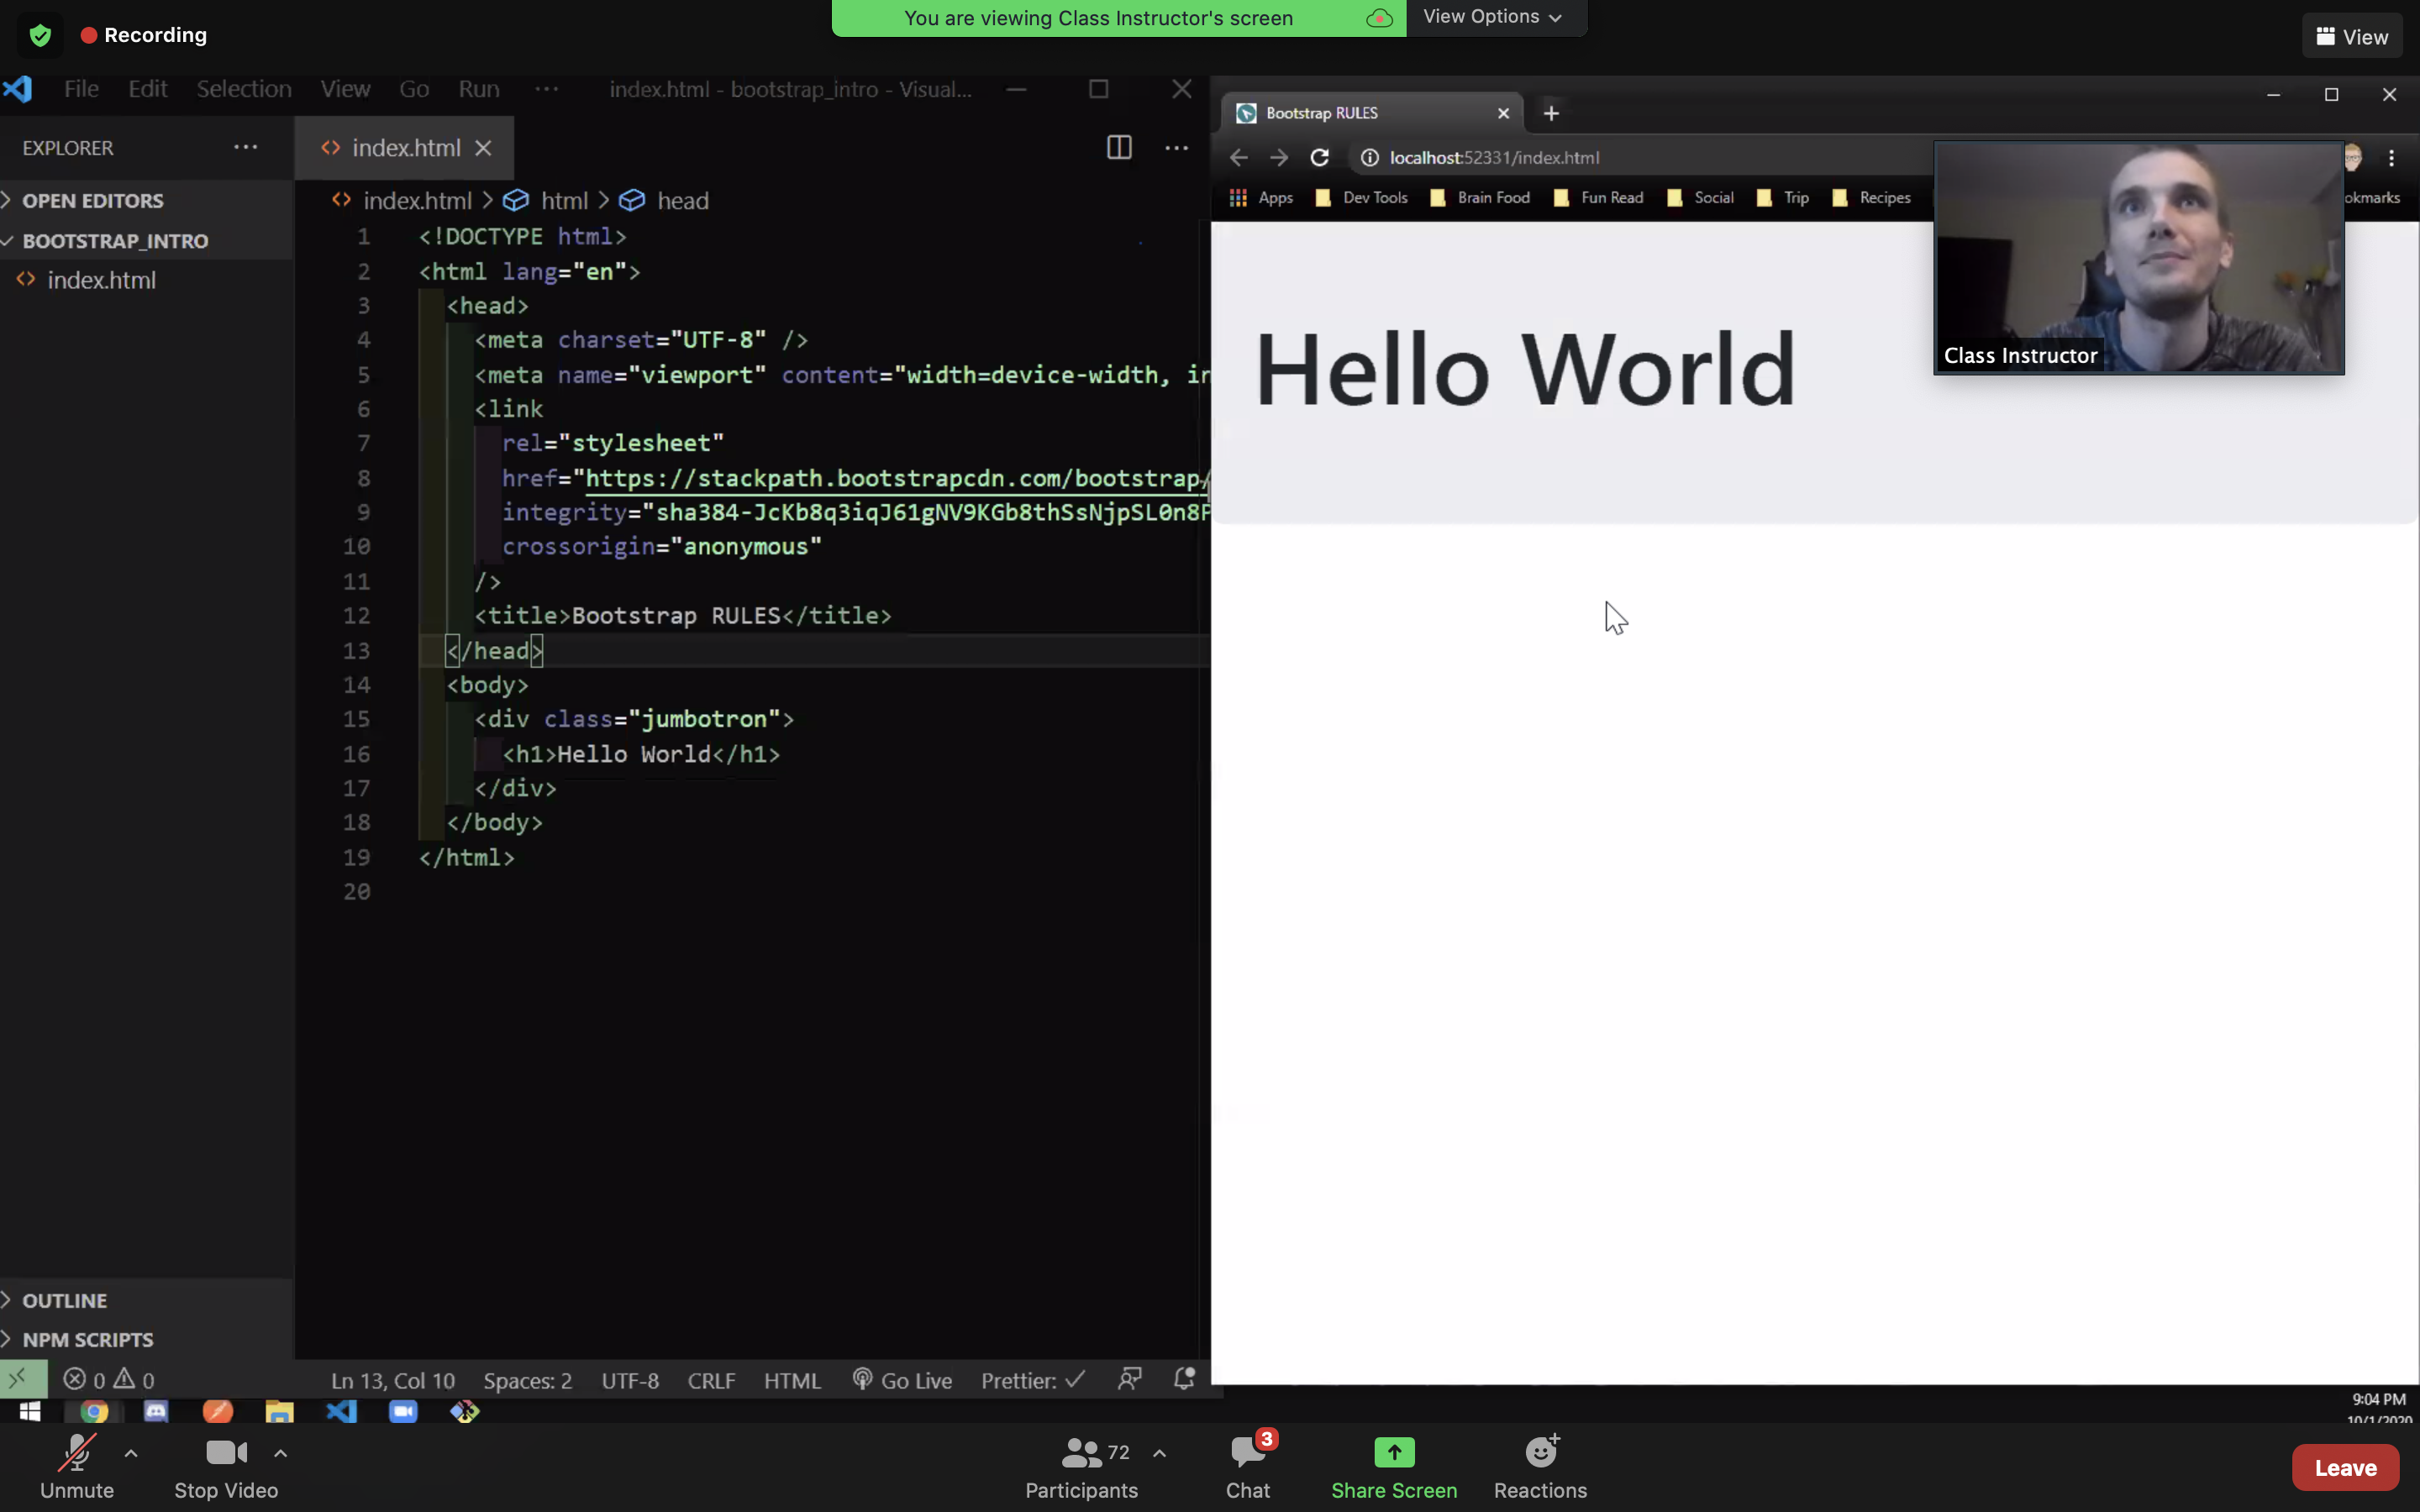 Recording
You are viewing Class Instructor's screen
View Options
View
File Edit Selection View Go Run ··· index.html - bootstrap_intro - Visual...
EXPLORER ···
index.html
OPEN EDITORS
BOOTSTRAP_INTRO
index.html
index.html > html > head
1 <!DOCTYPE html>
2 <html lang="en">
3 <head>
4 <meta charset="UTF-8" />
5 <meta name="viewport" content="width=device-width, in
6 <link
7 rel="stylesheet"
8 href="https://stackpath.bootstrapcdn.com/bootstrap/
9 integrity="sha384-JcKb8q3iqJ61gNV9KGb8thSsNjpSL0n8P
10 crossorigin="anonymous"
11 />
12 <title>Bootstrap RULES</title>
13 </head>
14 <body>
15 <div class="jumbotron">
16 <h1>Hello World</h1>
17 </div>
18 </body>
19 </html>
20
OUTLINE
NPM SCRIPTS
0 0 Ln 13, Col 10 Spaces: 2 UTF-8 CRLF HTML Go Live Prettier: ✓
Bootstrap RULES
localhost:52331/index.html
Apps Dev Tools Brain Food Fun Read Social Trip Recipes okmarks
Hello World
Class Instructor
9:04 PM
10/1/2020
Unmute
Stop Video
72
Participants
3
Chat
Share Screen
Reactions
Leave